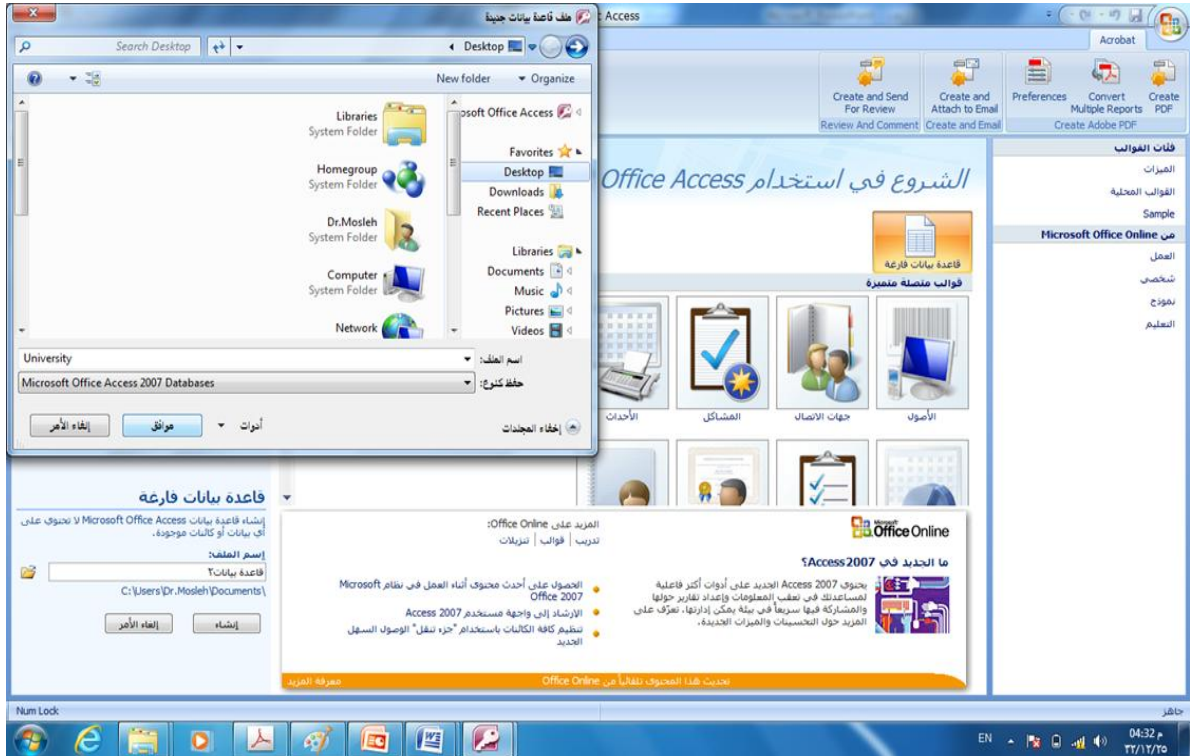 ملف قاعدة بيانات جديدة
Access
Search Desktop
Desktop
New folder
Organize
Libraries
System Folder
Homegroup
System Folder
Dr.Mosleh
System Folder
Computer
System Folder
Network
osoft Office Access
Favorites
Desktop
Downloads
Recent Places
Libraries
Documents
Music
Pictures
Videos
اسم الملف:
University
حفظ كنوع:
Microsoft Office Access 2007 Databases
إخفاء المجلدات
أدوات
موافق
إلغاء الأمر
Acrobat
Create and Send For Review
Create and Attach to Email
Preferences
Convert Multiple Reports
Create PDF
Review And Comment
Create and Email
Create Adobe PDF
فئات القوالب
الميزات
القوالب المحلية
Sample
من Microsoft Office Online
العمل
شخصي
نموذج
التعليم
الشروع في استخدام Office Access
قاعدة بيانات فارغة
قوالب متصلة متميزة
الأصول
جهات الاتصال
المشاكل
الأحداث
Microsoft Office Online
ما الجديد في Access 2007؟
يحتوي Access 2007 الجديد على أدوات أكثر فاعلية
لمساعدتك في تعقب المعلومات وإعداد تقارير حولها
والمشاركة فيها سريعاً في بيئة يمكن إدارتها. تعرّف على
المزيد حول التحسينات والميزات الجديدة.
المزيد على Office Online:
تدريب | قوالب | تنزيلات
الحصول على أحدث محتوى أثناء العمل في نظام Microsoft
Office 2007
الارشاد إلى واجهة مستخدم Access 2007
تنظيم كافة الكائنات باستخدام "جزء تنقل" الوصول السهل
الجديد
تحديث هذا المحتوى تلقائياً من Office Online
معرفة المزيد
قاعدة بيانات فارغة
إنشاء قاعدة بيانات Microsoft Office Access لا تحتوي على
أي بيانات أو كائنات موجودة.
إسم الملف:
قاعدة بيانات٢
C:\Users\Dr.Mosleh\Documents\
إنشاء
إلغاء الأمر
Num Lock
جاهز
EN
04:32 م
٣٣/١٢/٢٥